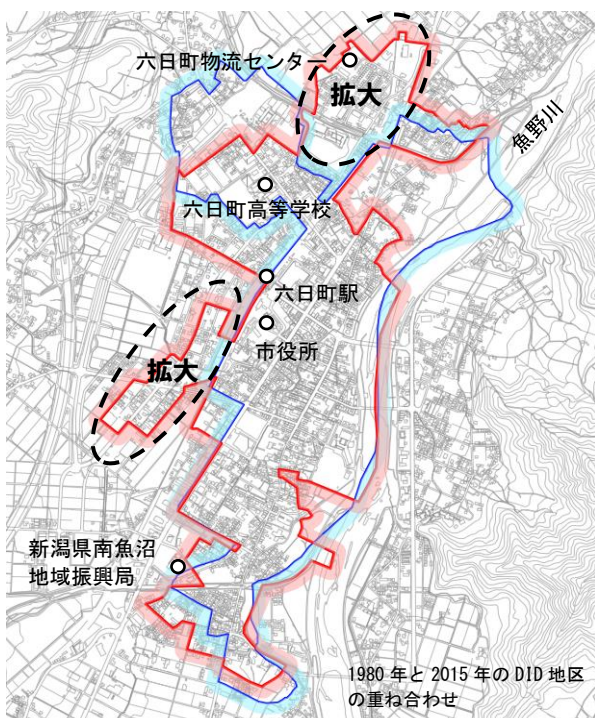 六日町物流センター
拡大
魚野川
六日町高等学校
六日町駅
市役所
拡大
新潟県南魚沼
地域振興局
1980 年と 2015 年の DID 地区
の重ね合わせ